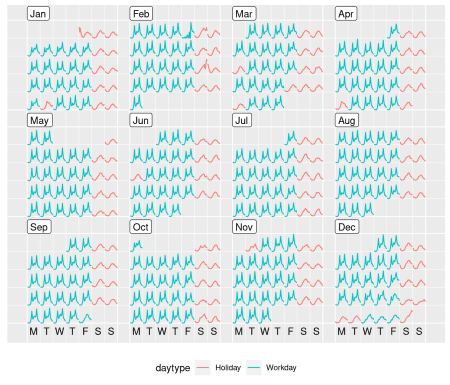 Jan Feb Mar Apr
May Jun Jul Aug
Sep Oct Nov Dec
M T W T F S S M T W T F S S M T W T F S S M T W T F S S
daytype Holiday Workday